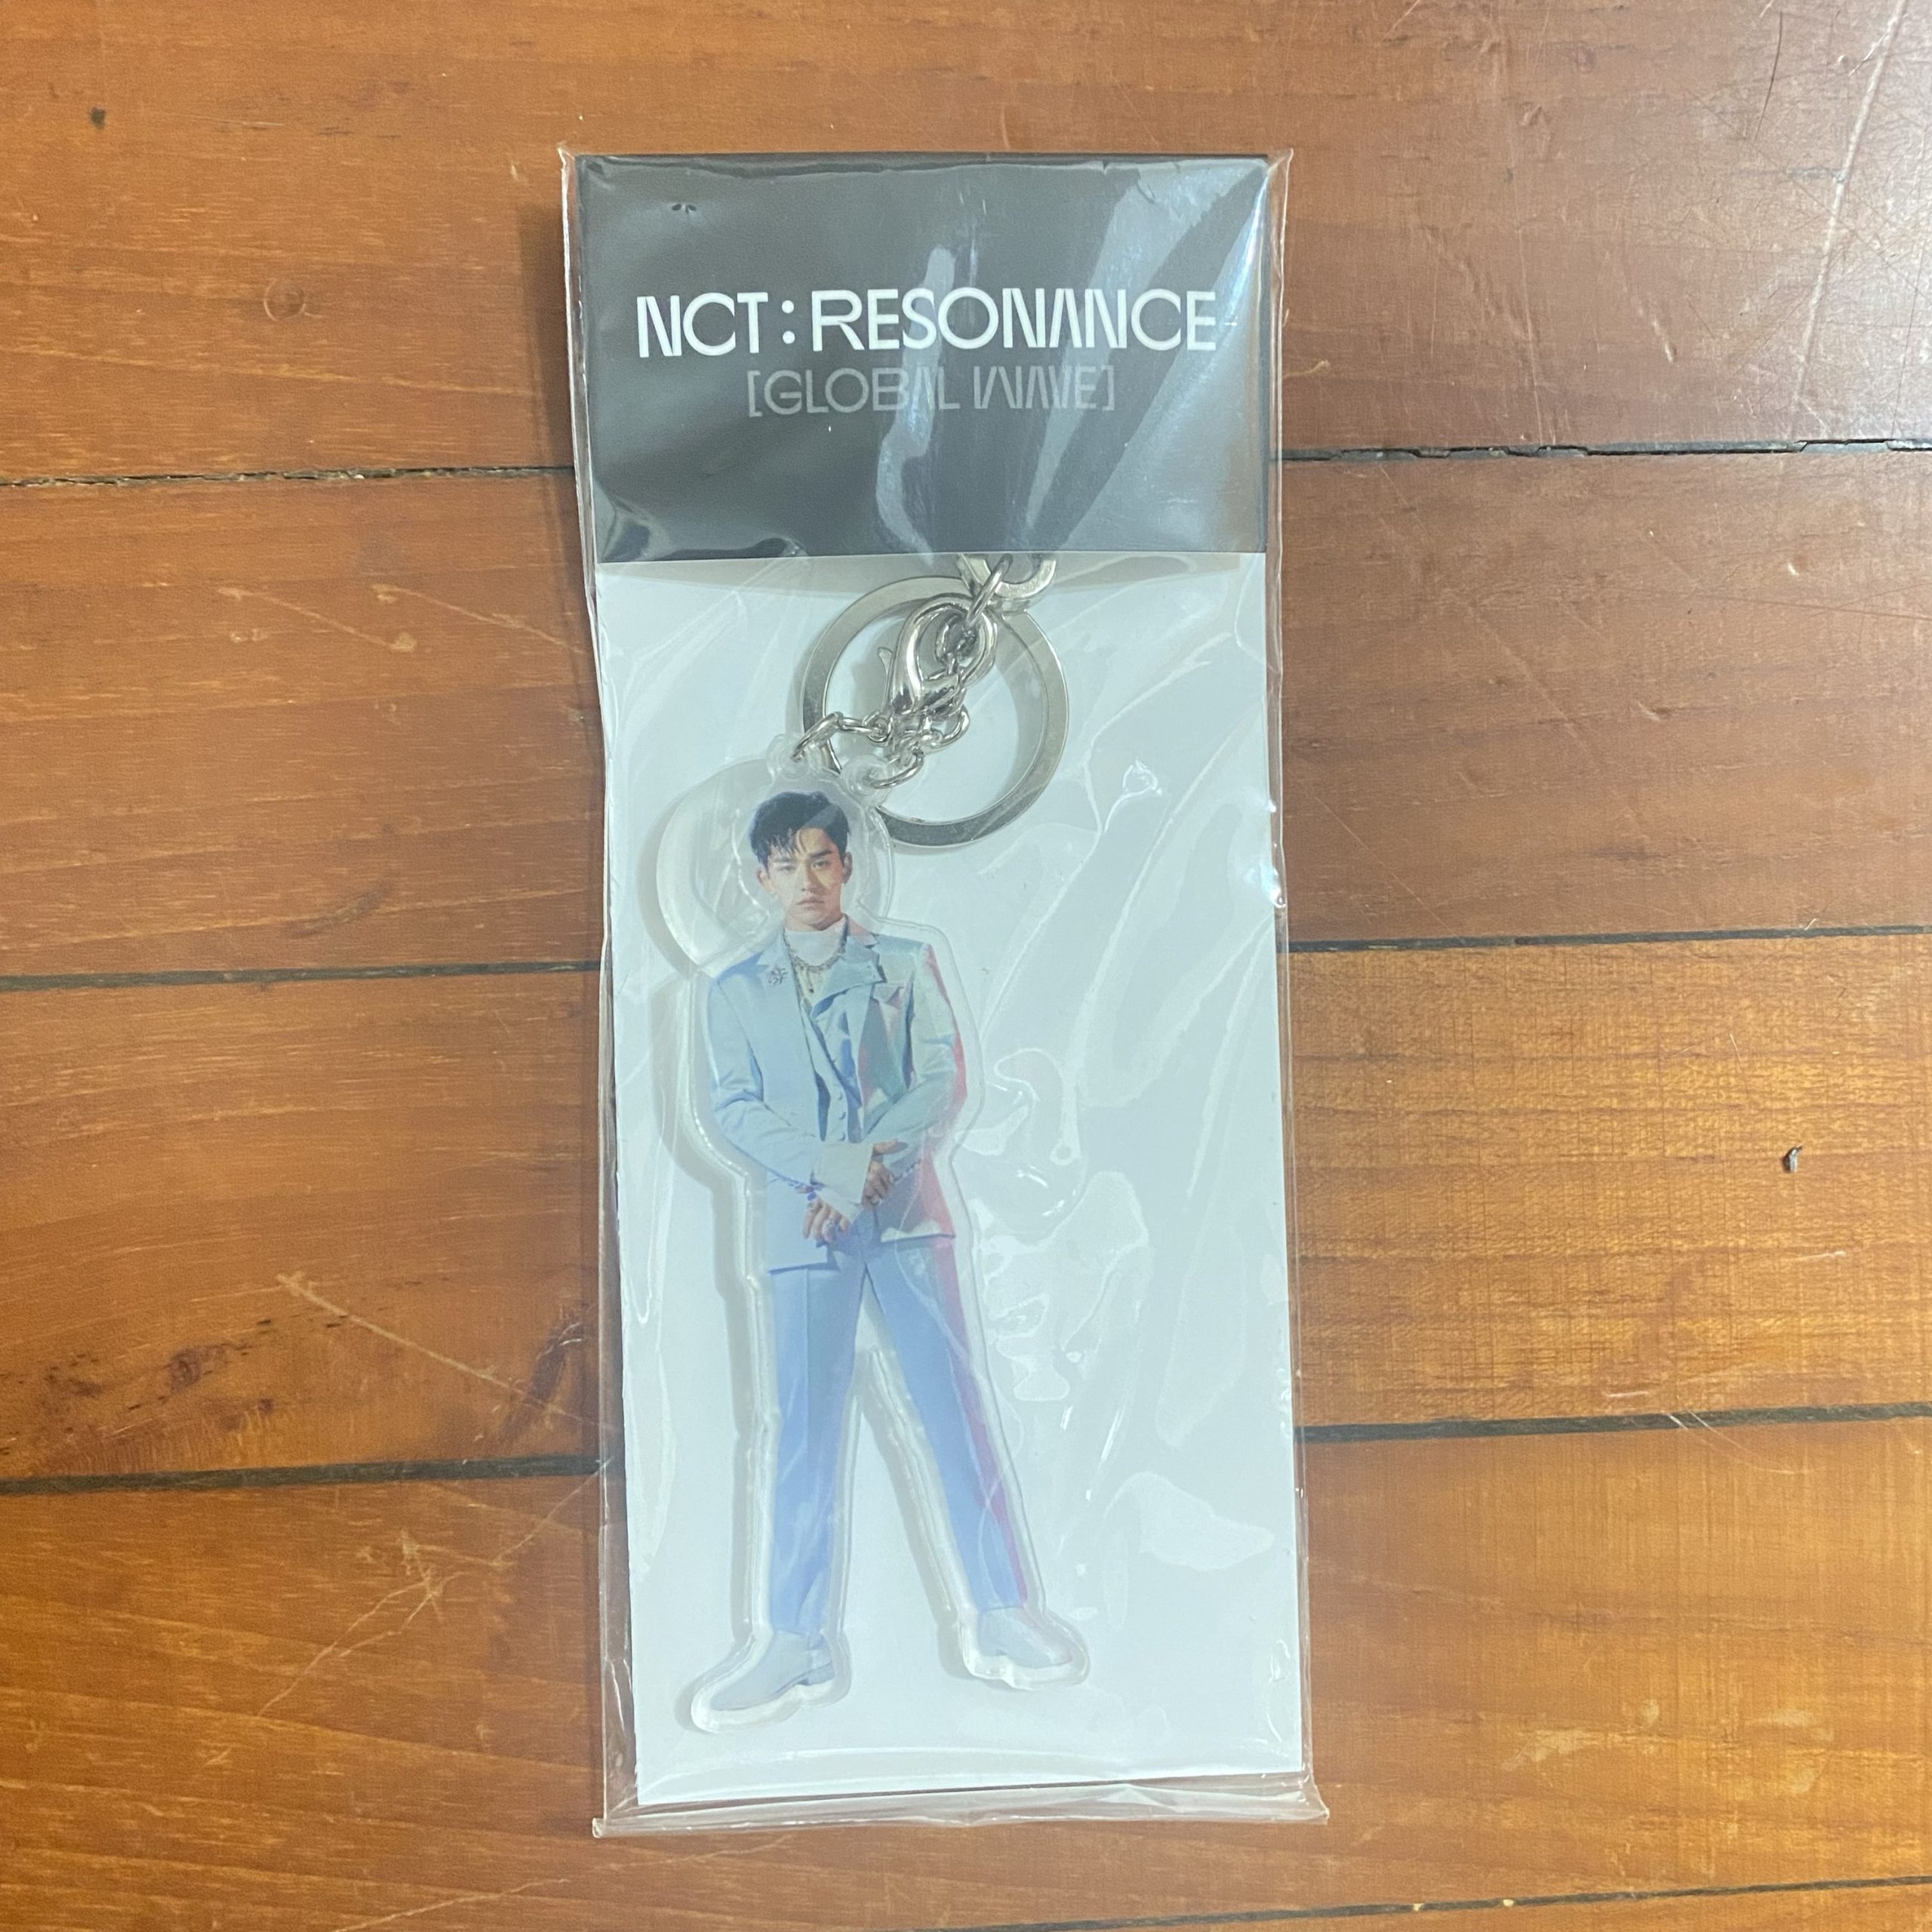 NCT : RESONANCE
[GLOBAL WAVE]